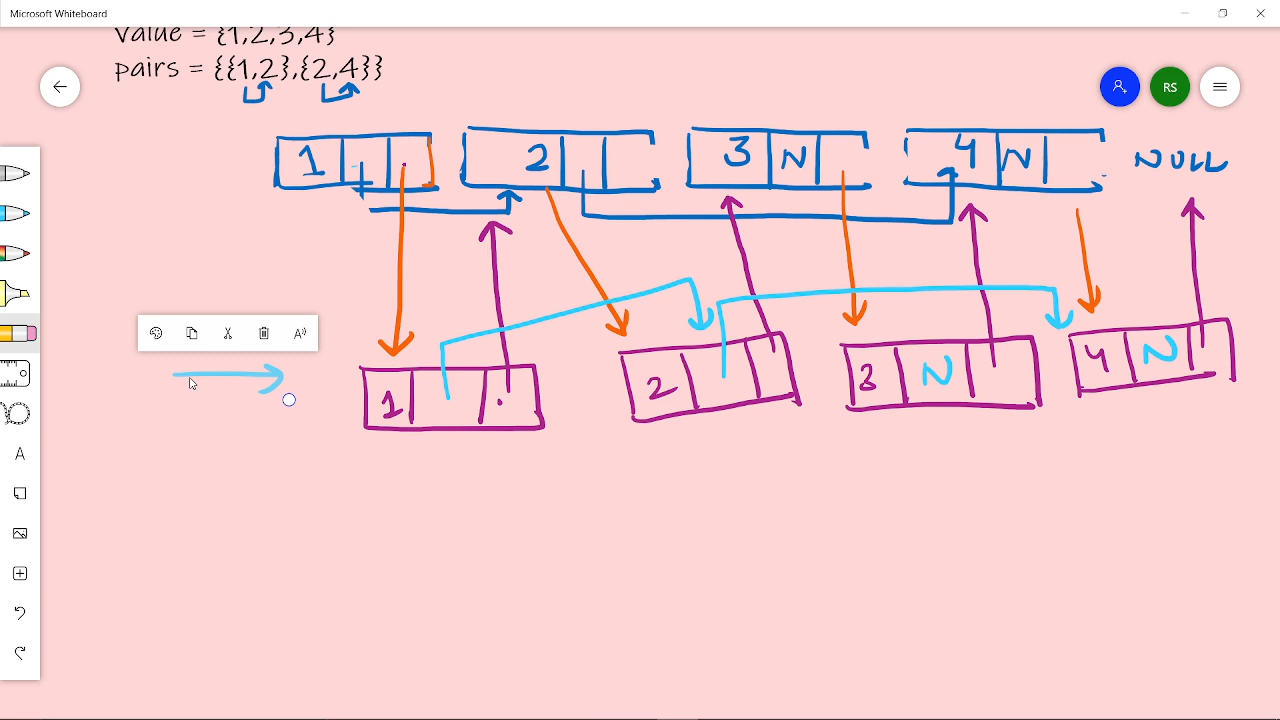 Microsoft Whiteboard
Value = {1,2,3,4}
pairs = {{1,2},{2,4}}
RS
1 2 3 N 4 N NULL
1 2 3 N 4 N
A
A